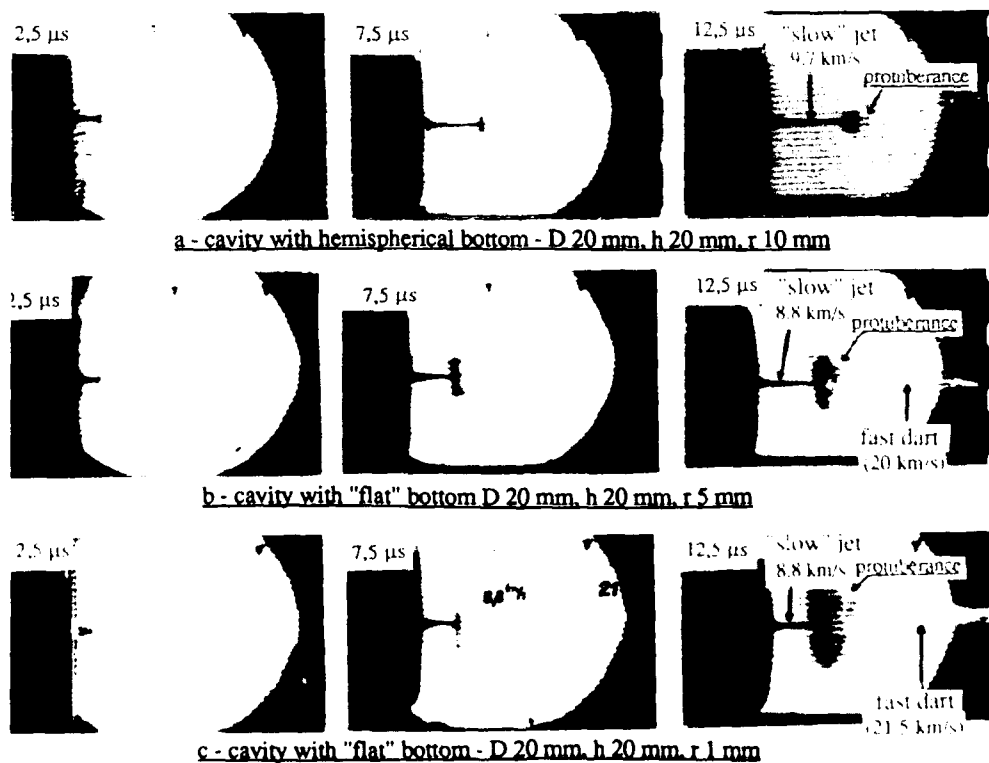 2,5 µs
7,5 µs
12,5 µs
"slow" jet
9.7 km/s
protuberance
a - cavity with hemispherical bottom - D 20 mm, h 20 mm, r 10 mm
2,5 µs
7,5 µs
12,5 µs
"slow" jet
8.8 km/s
protuberance
fast dart
(20 km/s)
b - cavity with "flat" bottom D 20 mm, h 20 mm, r 5 mm
2,5
7,5 µs
12,5 µs
"slow" jet
8.8 km/s
protuberance
fast dart
(21.5 km/s)
c - cavity with "flat" bottom - D 20 mm, h 20 mm, r 1 mm